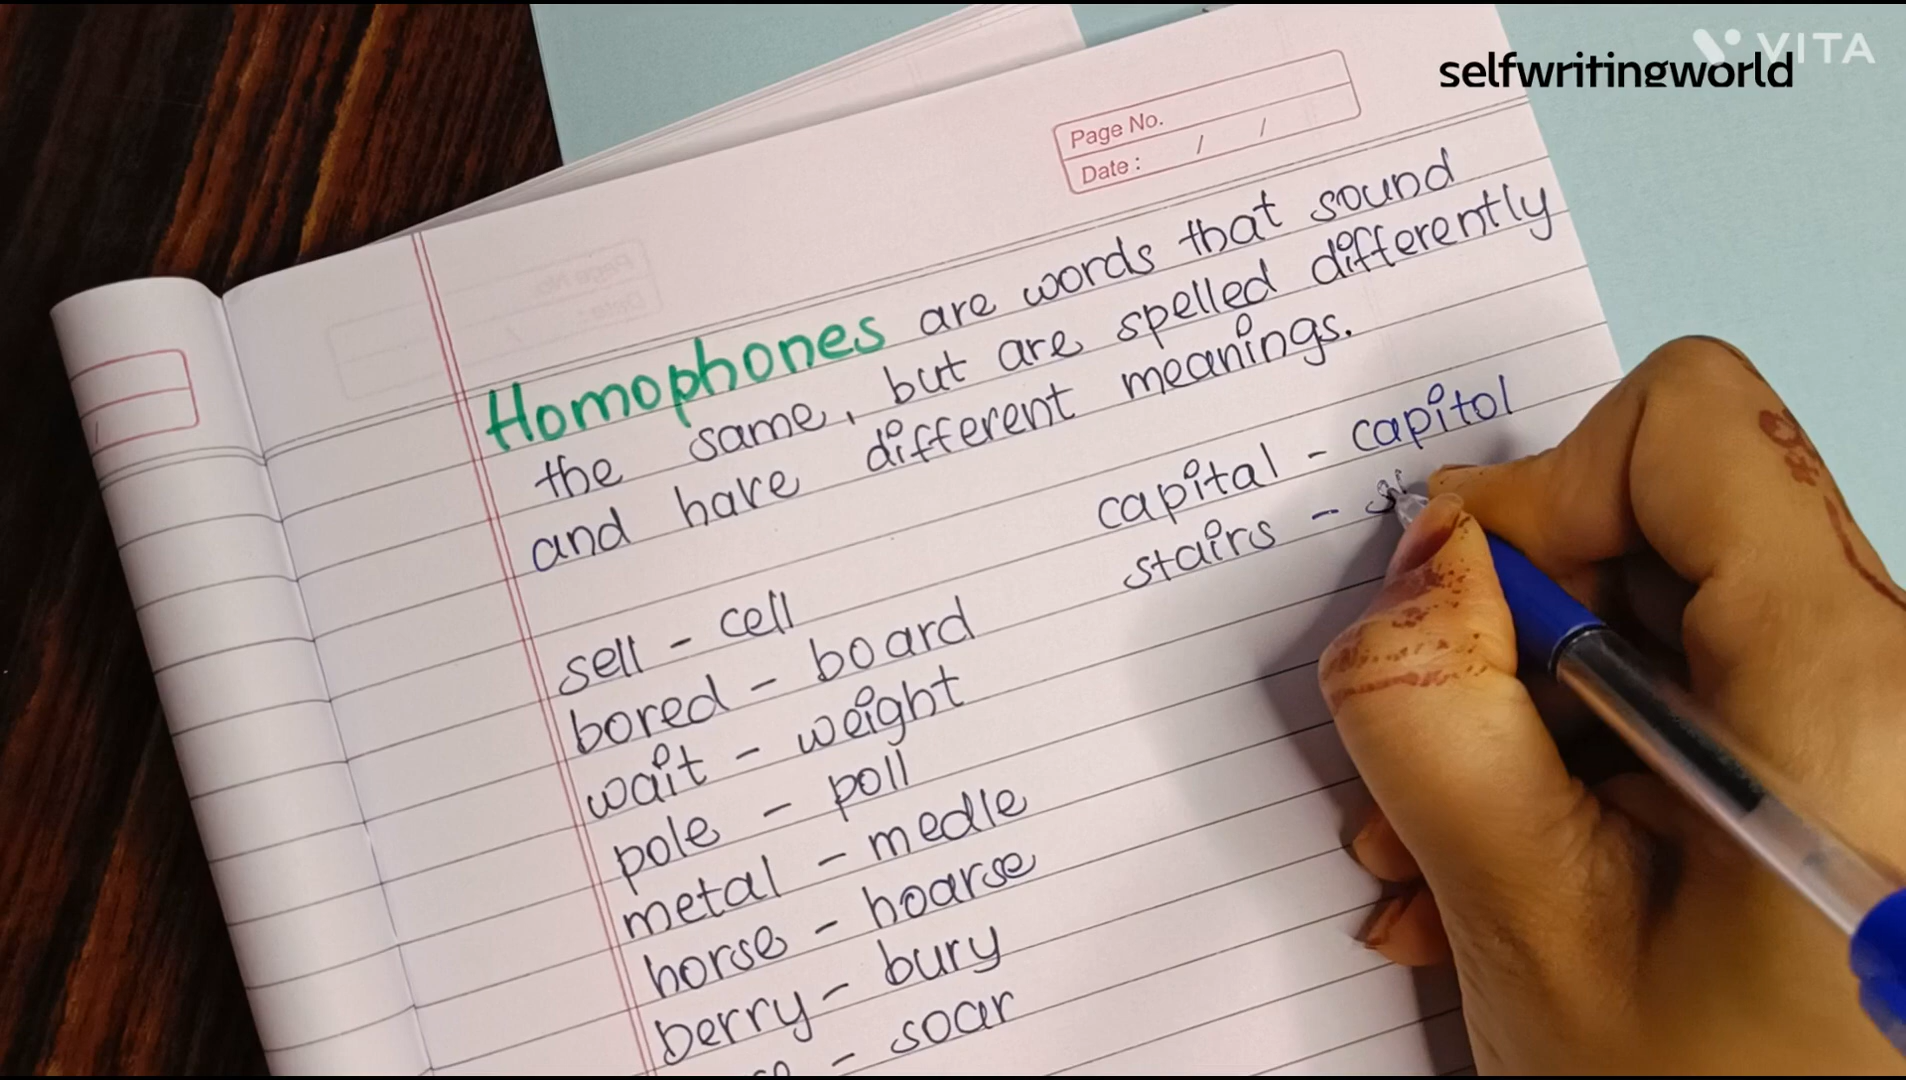 VITA
selfwritingworld
Page No.
Date : / /
Homophones are words that sound
the same, but are spelled differently
and have different meanings.
sell - cell
bored - board
wait - weight
pole - poll
metal - medle
horse - hoarse
berry - bury
- soar
capital - capitol
stairs -